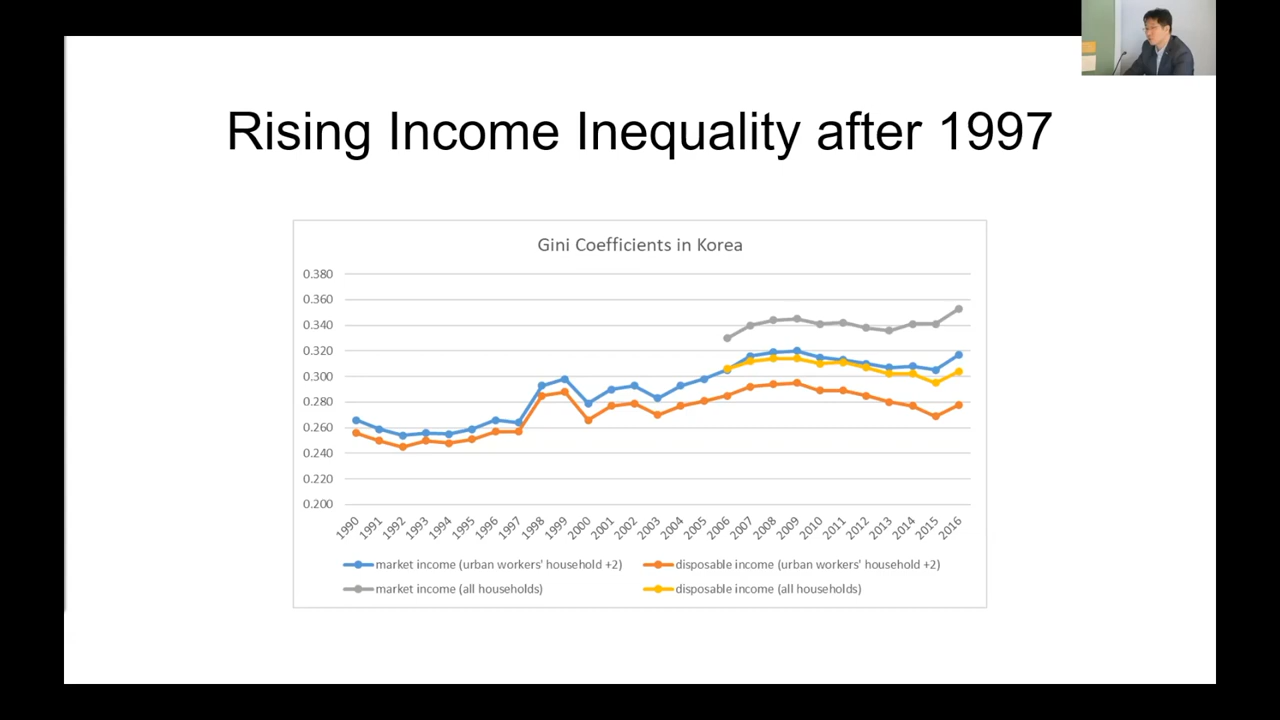 Rising Income Inequality after 1997
Gini Coefficients in Korea
0.380
0.360
0.340
0.320
0.300
0.280
0.260
0.240
0.220
0.200
1990 1991 1992 1993 1994 1995 1996 1997 1998 1999 2000 2001 2002 2003 2004 2005 2006 2007 2008 2009 2010 2011 2012 2013 2014 2015 2016
market income (urban workers' household +2) disposable income (urban workers' household +2)
market income (all households) disposable income (all households)